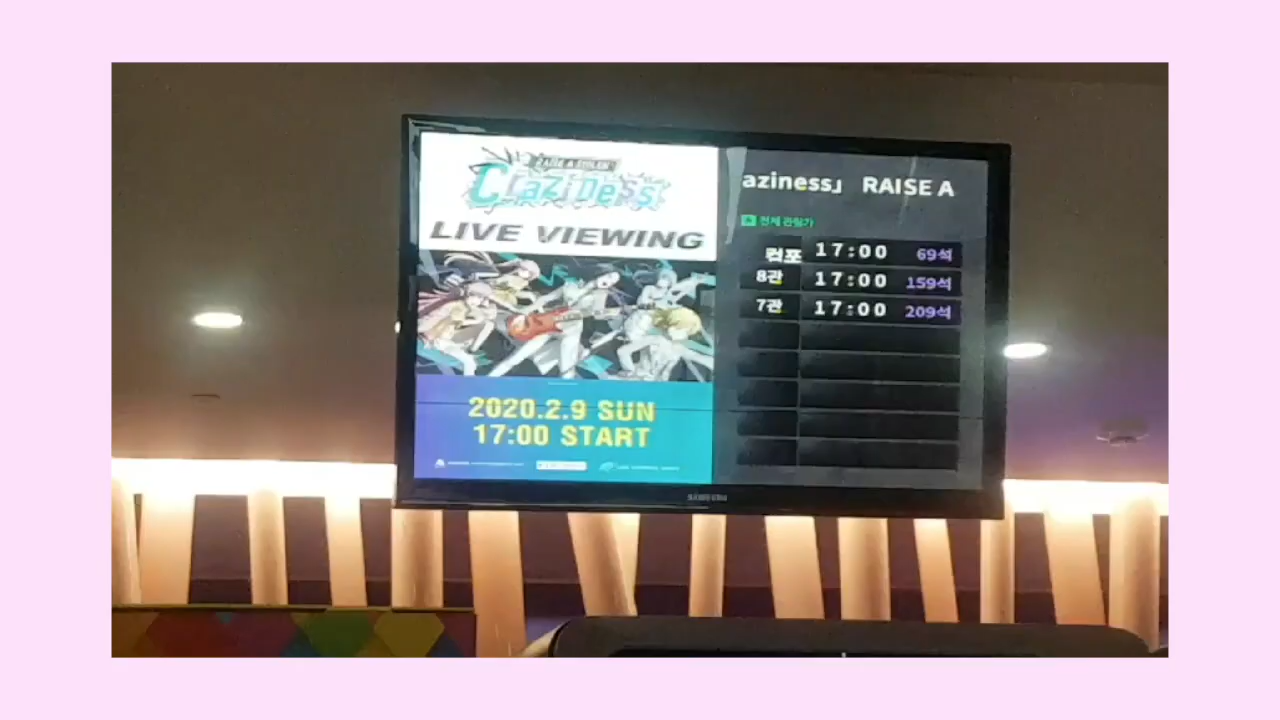 RAISE A SUILEN
Craziness
LIVE VIEWING
2020.2.9 SUN
17:00 START
aziness」 RAISE A
전체 관람가
컴포 17:00 69석
8관 17:00 159석
7관 17:00 209석
SAMSUNG